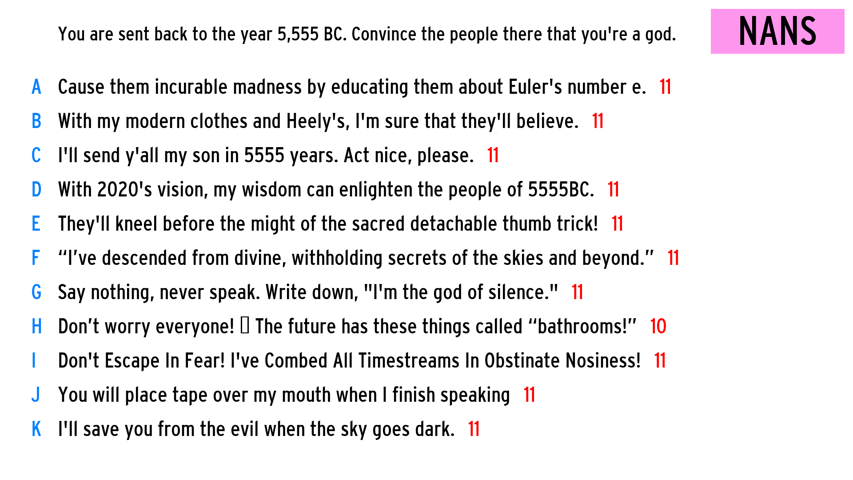 You are sent back to the year 5,555 BC. Convince the people there that you're a god.
NANS
A Cause them incurable madness by educating them about Euler's number e. 11
B With my modern clothes and Heely's, I'm sure that they'll believe. 11
C I'll send y'all my son in 5555 years. Act nice, please. 11
D With 2020's vision, my wisdom can enlighten the people of 5555BC. 11
E They'll kneel before the might of the sacred detachable thumb trick! 11
F “I’ve descended from divine, withholding secrets of the skies and beyond.” 11
G Say nothing, never speak. Write down, "I'm the god of silence." 11
H Don’t worry everyone! ▯ The future has these things called “bathrooms!” 10
I Don't Escape In Fear! I've Combed All Timestreams In Obstinate Nosiness! 11
J You will place tape over my mouth when I finish speaking 11
K I'll save you from the evil when the sky goes dark. 11